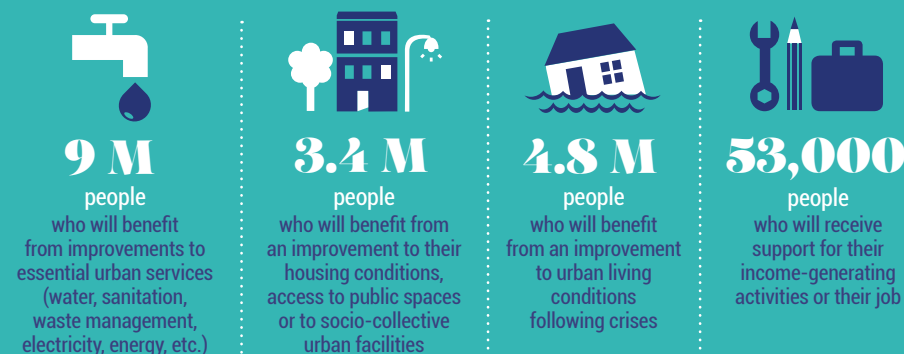 9 M
people
who will benefit
from improvements to
essential urban services
(water, sanitation,
waste management,
electricity, energy, etc.)
3.4 M
people
who will benefit from
an improvement to their
housing conditions,
access to public spaces
or to socio-collective
urban facilities
4.8 M
people
who will benefit
from an improvement
to urban living
conditions
following crises
53,000
people
who will receive
support for their
income-generating
activities or their job